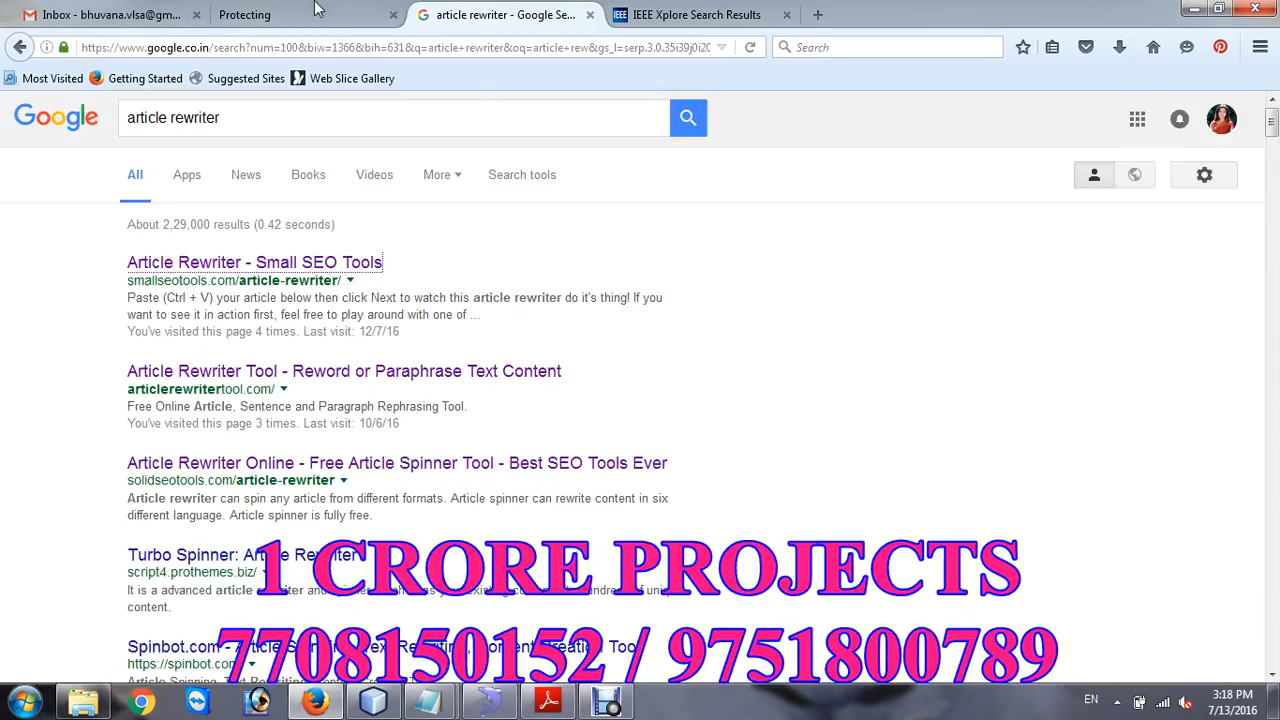 Inbox - bhuvana.vlsa@gm...
Protecting
article rewriter - Google Se...
IEEE Xplore Search Results
https://www.google.co.in/search?num=100&biw=1366&bih=631&q=article+rewriter&oq=article+rew&gs_l=serp.3.0.35i39j0i20
Search
Most Visited
Getting Started
Suggested Sites
Web Slice Gallery
Google
article rewriter
All
Apps
News
Books
Videos
More
Search tools
About 2,29,000 results (0.42 seconds)
Article Rewriter - Small SEO Tools
smallseotools.com/article-rewriter/
Paste (Ctrl + V) your article below then click Next to watch this article rewriter do it's thing! If you
want to see it in action first, feel free to play around with one of ...
You've visited this page 4 times. Last visit: 12/7/16
Article Rewriter Tool - Reword or Paraphrase Text Content
articlerewritertool.com/
Free Online Article, Sentence and Paragraph Rephrasing Tool.
You've visited this page 3 times. Last visit: 10/6/16
Article Rewriter Online - Free Article Spinner Tool - Best SEO Tools Ever
solidseotools.com/article-rewriter
Article rewriter can spin any article from different formats. Article spinner can rewrite content in six
different language. Article spinner is fully free.
Turbo Spinner: Article Rewriter
script4.prothemes.biz/
1 CRORE PROJECTS
It is a advanced
content.
Spinbot.com - Article
7708150152 / 9751800789
https://spinbot.com
EN
3:18 PM
7/13/2016